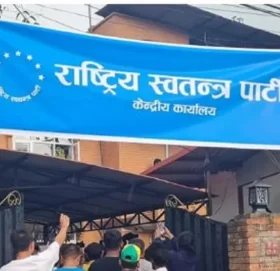 राष्ट्रिय स्वतन्त्र पार्टी
केन्द्रीय कार्यालय